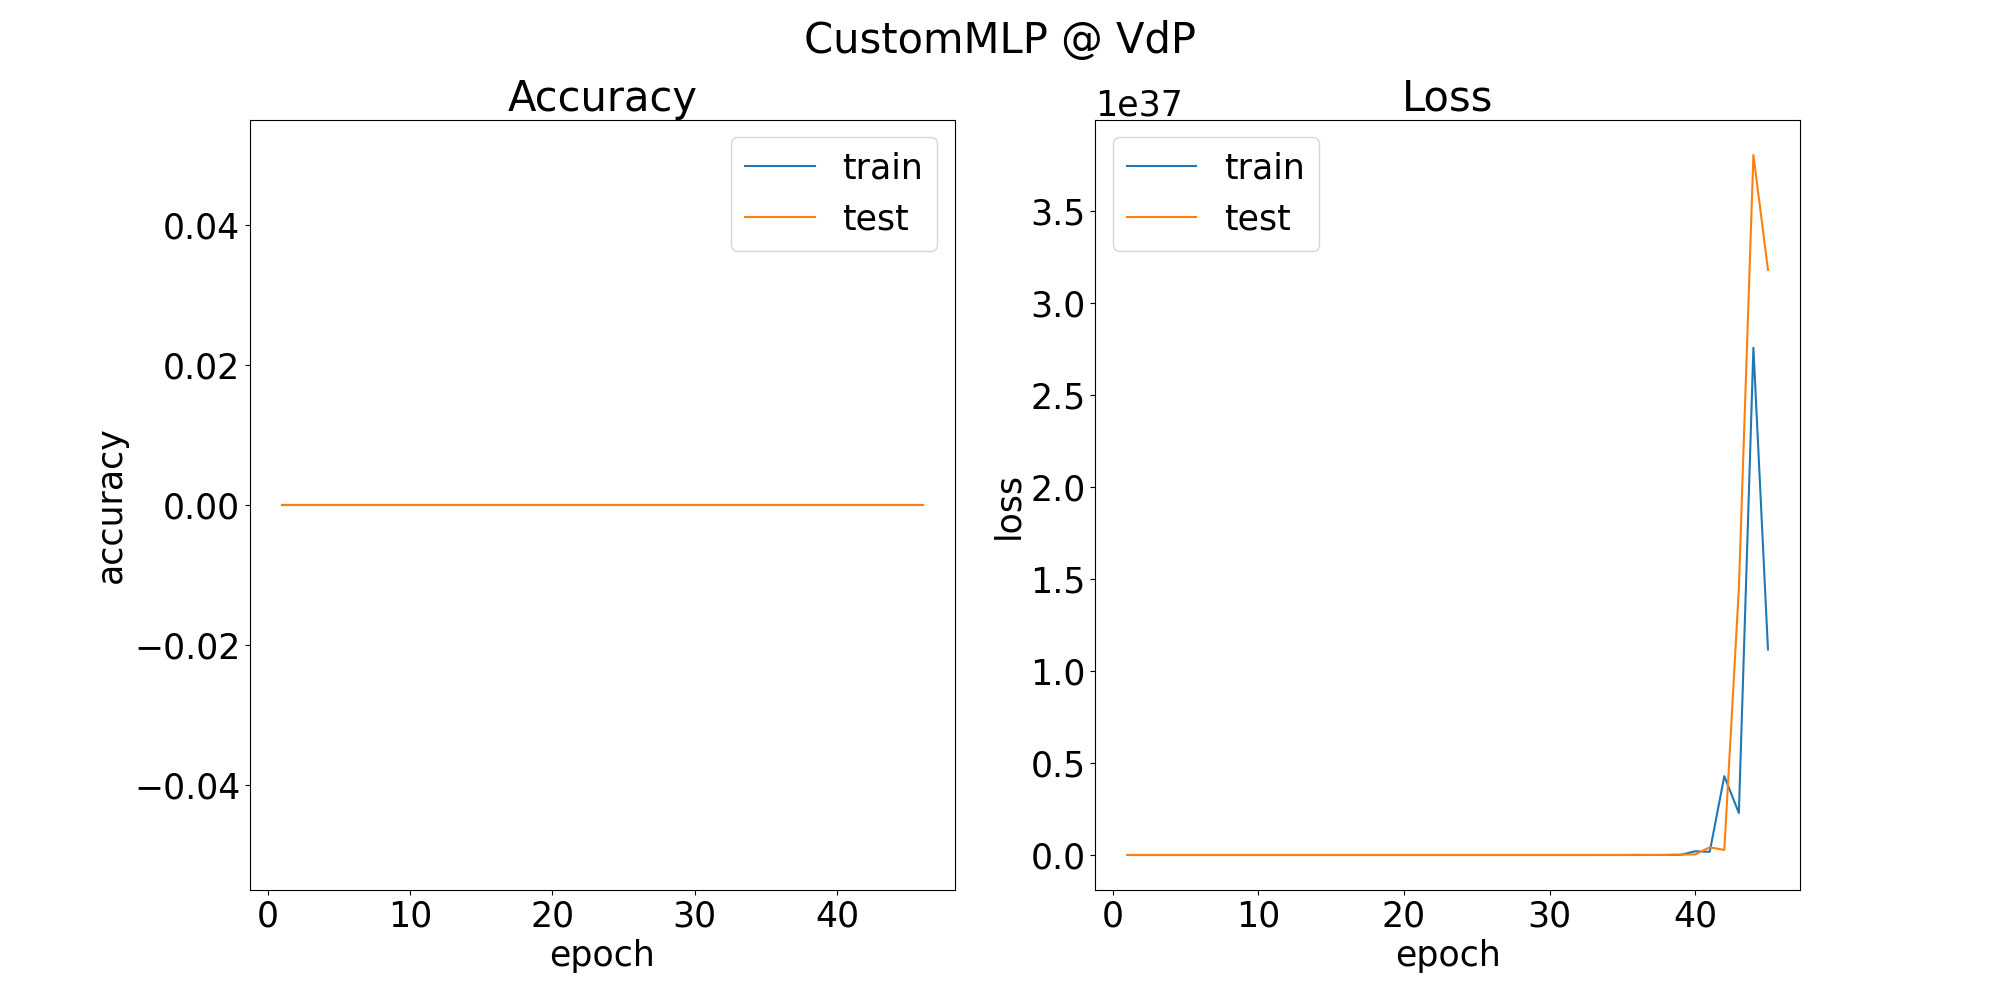 CustomMLP @ VdP
Accuracy
train
test
0.04
0.02
0.00
−0.02
−0.04
accuracy
0 10 20 30 40
epoch
Loss
1e37
train
test
3.5
3.0
2.5
2.0
1.5
1.0
0.5
0.0
loss
0 10 20 30 40
epoch